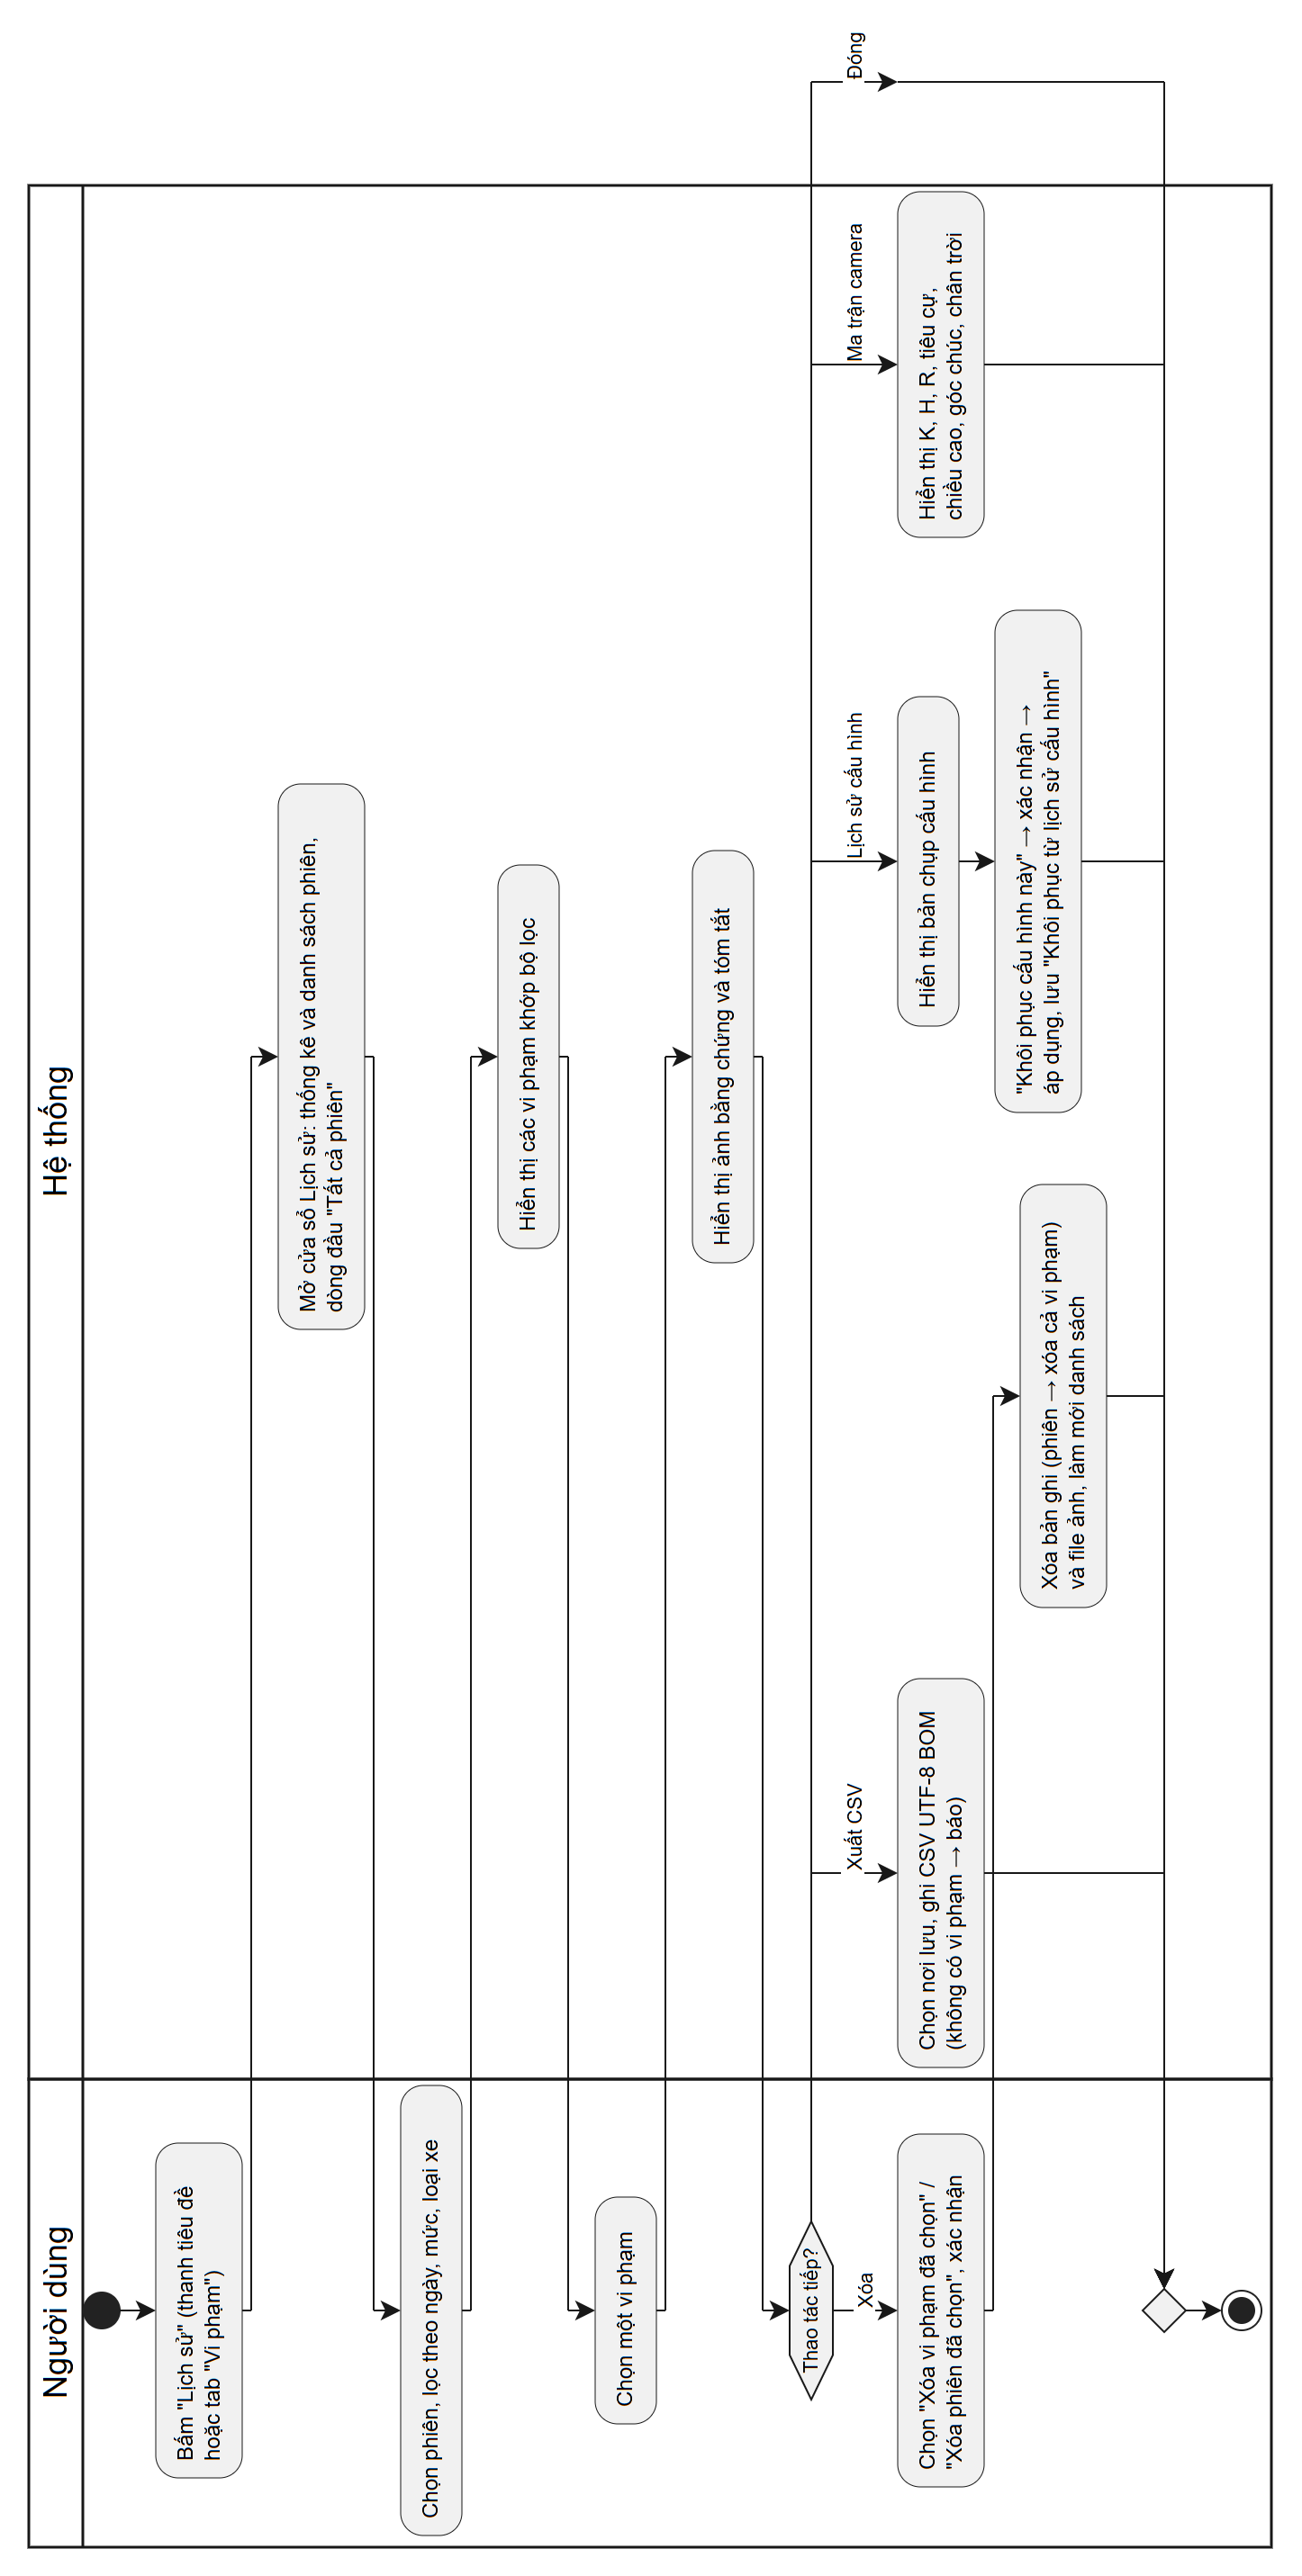 Người dùng
Hệ thống
Bấm "Lịch sử" (thanh tiêu đề
hoặc tab "Vi phạm")
Mở cửa sổ Lịch sử: thống kê và danh sách phiên,
dòng đầu "Tất cả phiên"
Chọn phiên, lọc theo ngày, mức, loại xe
Hiển thị các vi phạm khớp bộ lọc
Chọn một vi phạm
Hiển thị ảnh bằng chứng và tóm tắt
Thao tác tiếp?
Xóa
Xuất CSV
Lịch sử cấu hình
Ma trận camera
Đóng
Chọn "Xóa vi phạm đã chọn" /
"Xóa phiên đã chọn", xác nhận
Chọn nơi lưu, ghi CSV UTF-8 BOM
(không có vi phạm → báo)
Hiển thị bản chụp cấu hình
Hiển thị K, H, R, tiêu cự,
chiều cao, góc chúc, chân trời
Xóa bản ghi (phiên → xóa cả vi phạm)
và file ảnh, làm mới danh sách
"Khôi phục cấu hình này" → xác nhận →
áp dụng, lưu "Khôi phục từ lịch sử cấu hình"